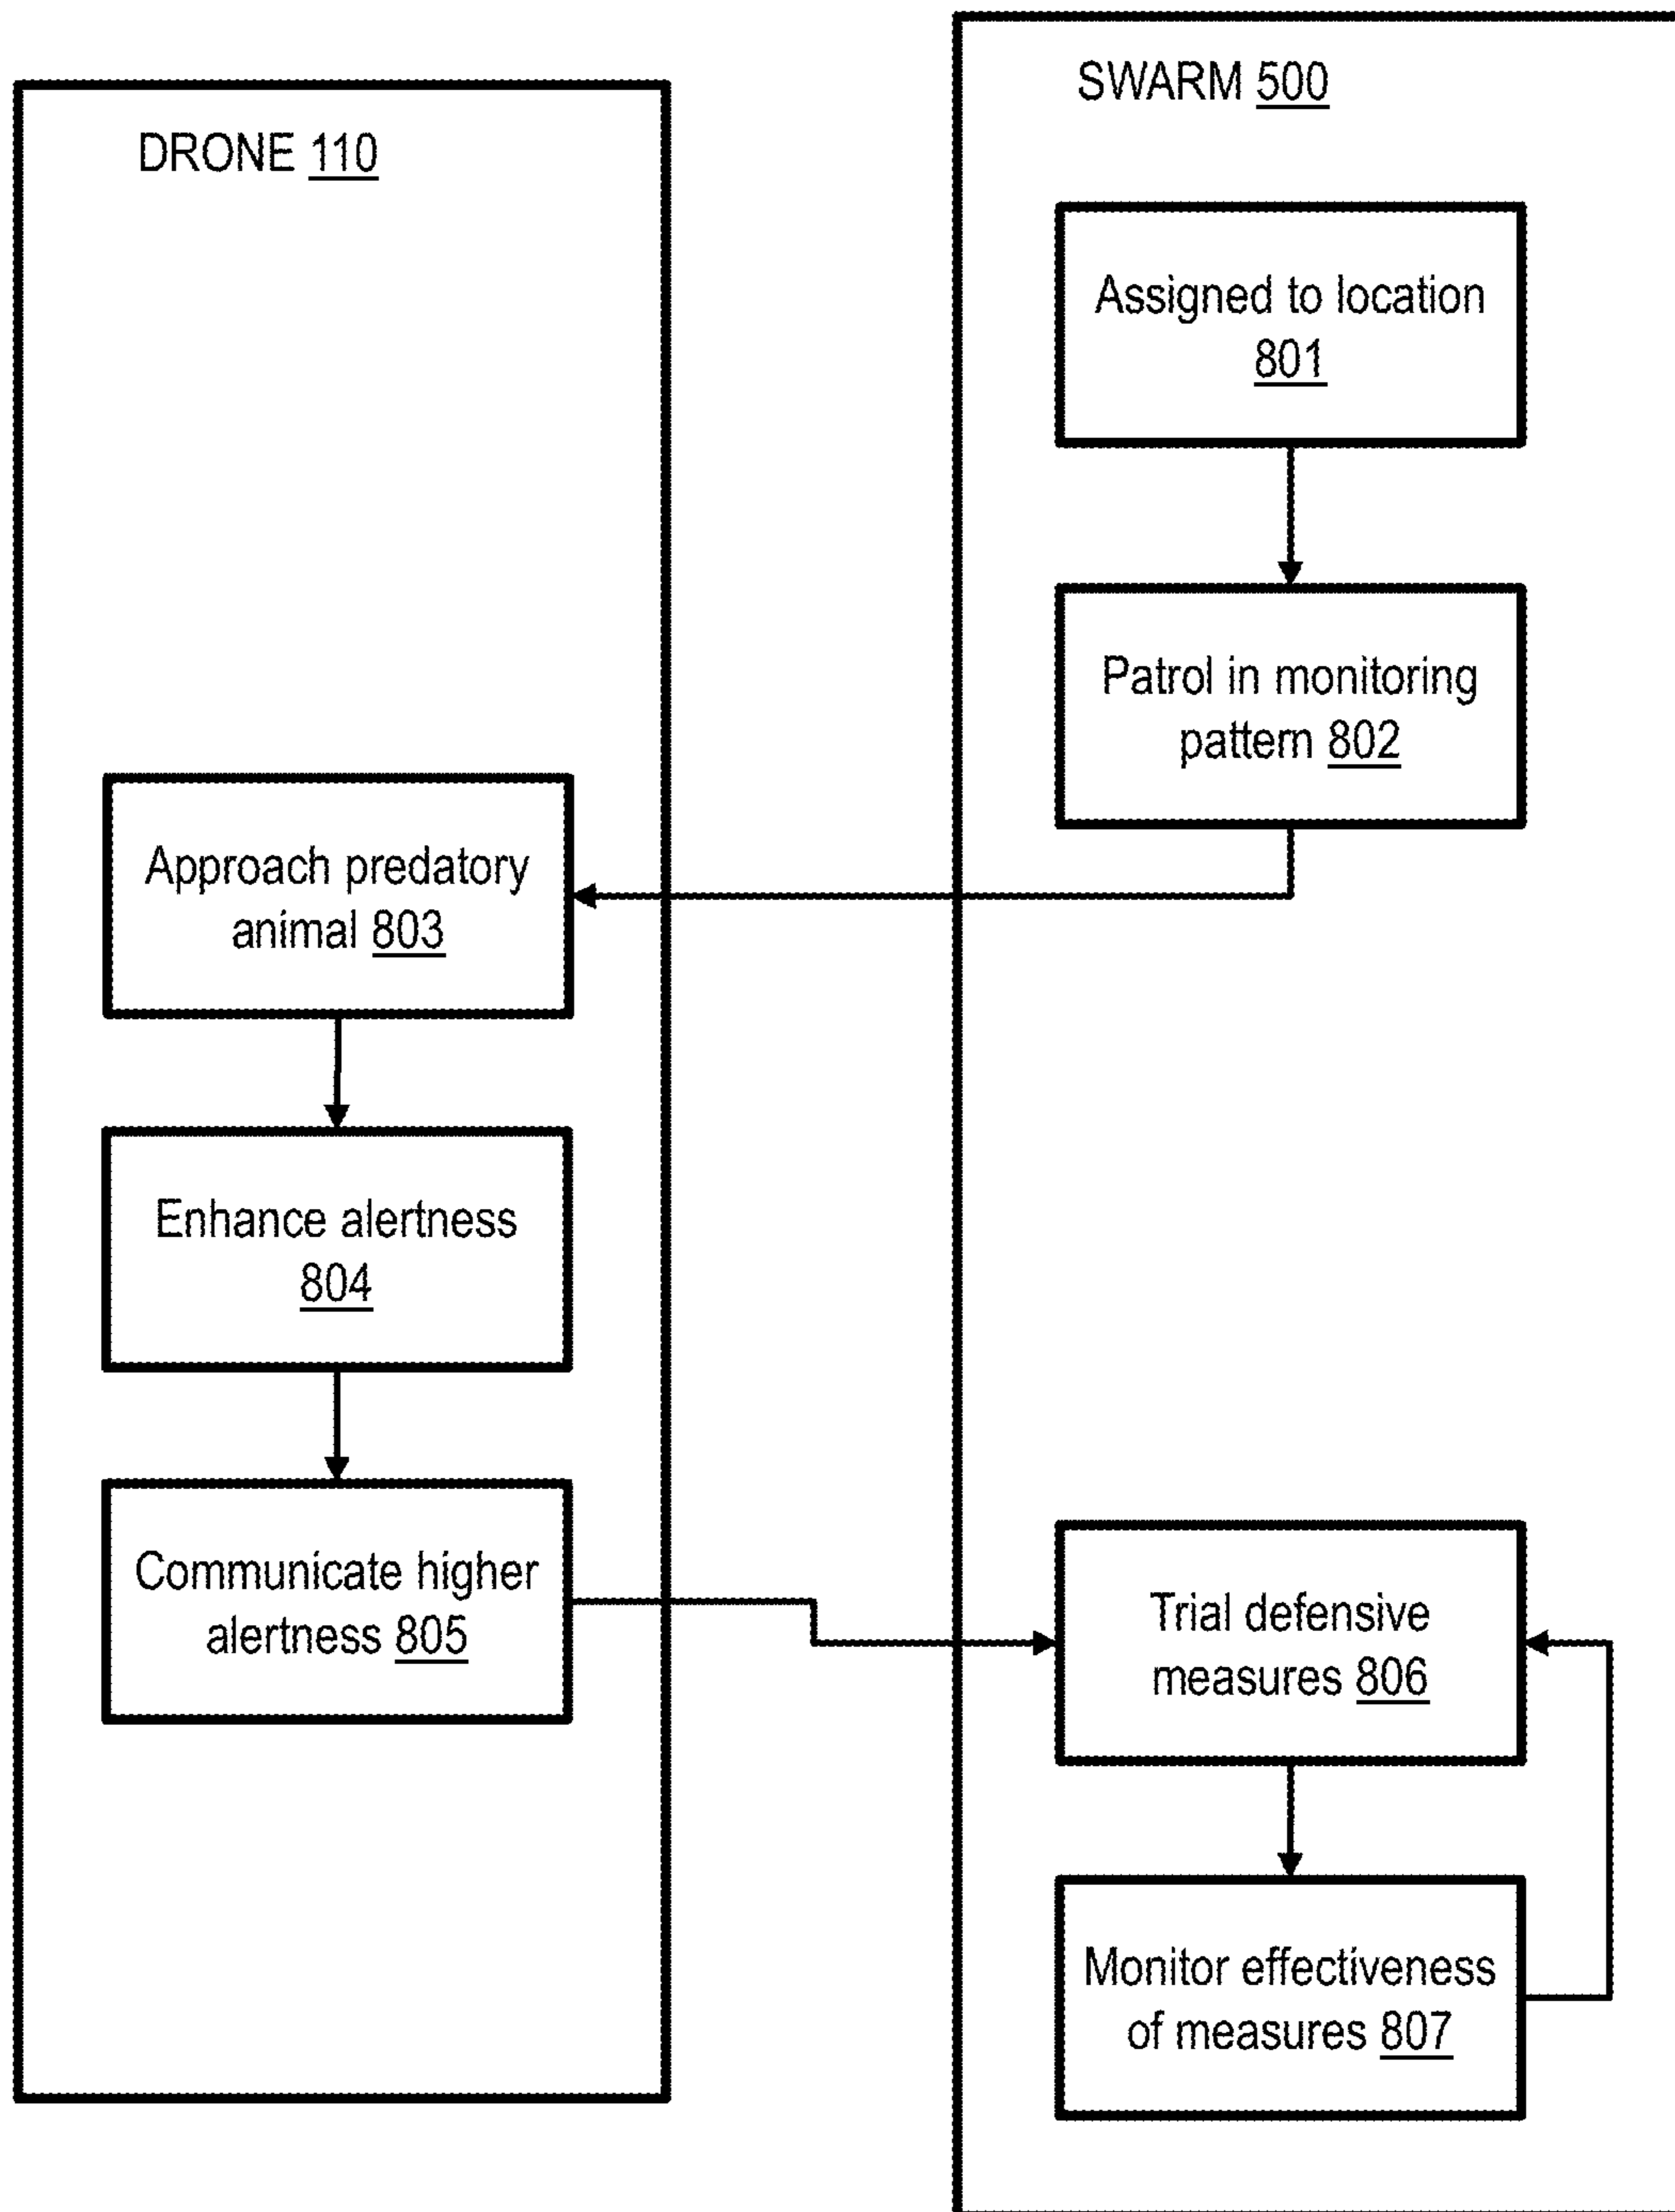 DRONE 110
SWARM 500
Assigned to location
801
Patrol in monitoring
pattern 802
Approach predatory
animal 803
Enhance alertness
804
Communicate higher
alertness 805
Trial defensive
measures 806
Monitor effectiveness
of measures 807